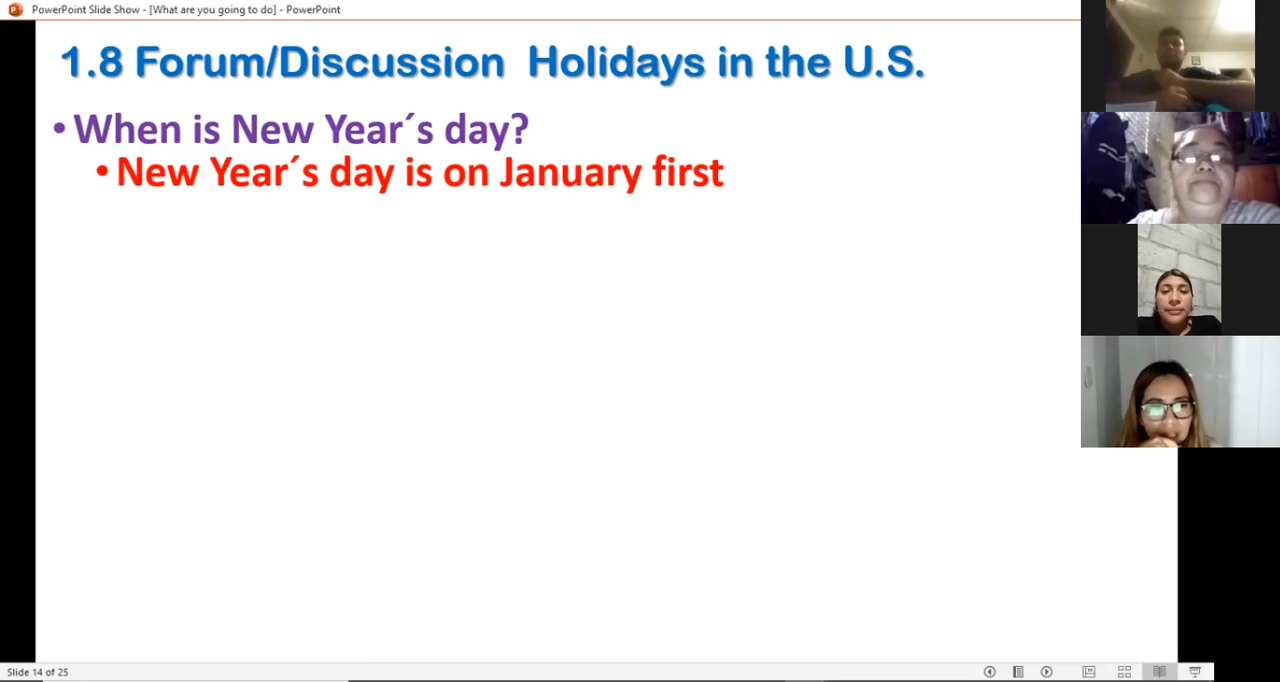 PowerPoint Slide Show - [What are you going to do] - PowerPoint
1.8 Forum/Discussion Holidays in the U.S.
• When is New Year´s day?
• New Year´s day is on January first
Slide 14 of 25